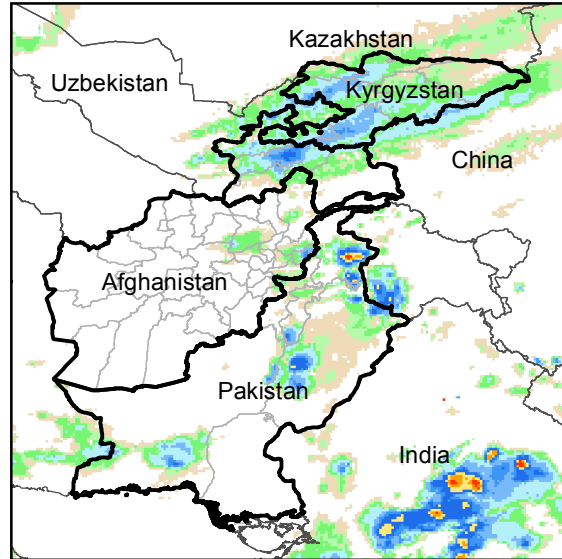 Kazakhstan
Uzbekistan
Kyrgyzstan
China
Afghanistan
Pakistan
India